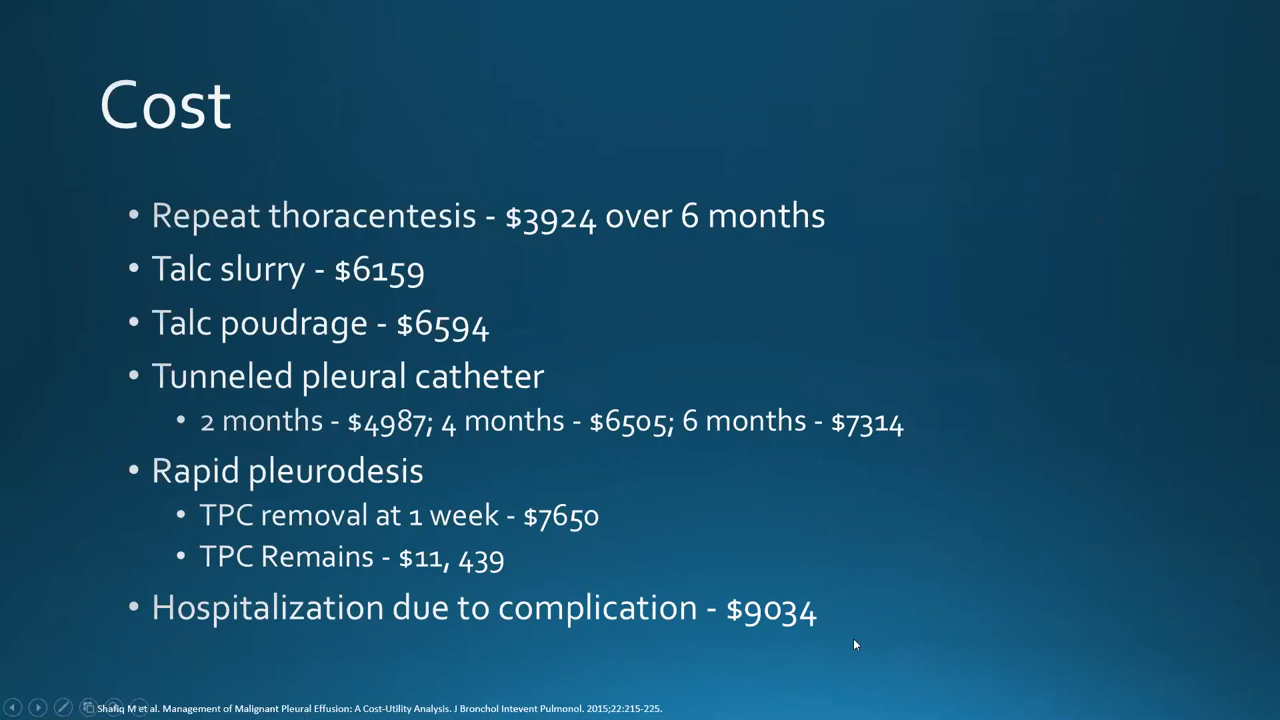 Cost
• Repeat thoracentesis - $3924 over 6 months
• Talc slurry - $6159
• Talc poudrage - $6594
• Tunneled pleural catheter
• 2 months - $4987; 4 months - $6505; 6 months - $7314
• Rapid pleurodesis
• TPC removal at 1 week - $7650
• TPC Remains - $11, 439
• Hospitalization due to complication - $9034
Shafiq M et al. Management of Malignant Pleural Effusion: A Cost-Utility Analysis. J Bronchol Intevent Pulmonol. 2015;22:215-225.